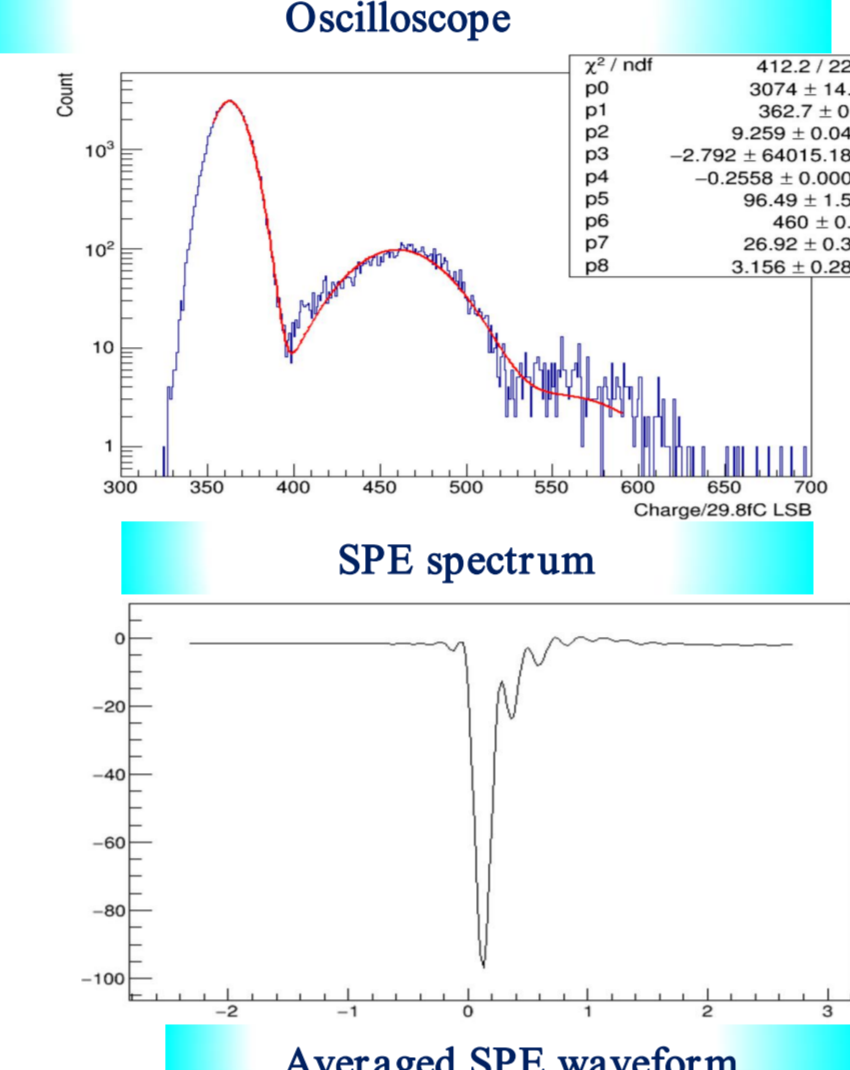 Oscilloscope
χ² / ndf 412.2 / 22
p0 3074 ± 14.
p1 362.7 ± 0
p2 9.259 ± 0.04
p3 −2.792 ± 64015.18
p4 −0.2558 ± 0.000
p5 96.49 ± 1.5
p6 460 ± 0.
p7 26.92 ± 0.3
p8 3.156 ± 0.28
Count
10³
10²
10
1
300 350 400 450 500 550 600 650 700
Charge/29.8fC LSB
SPE spectrum
0
−20
−40
−60
−80
−100
−2 −1 0 1 2 3
Averaged SPE waveform